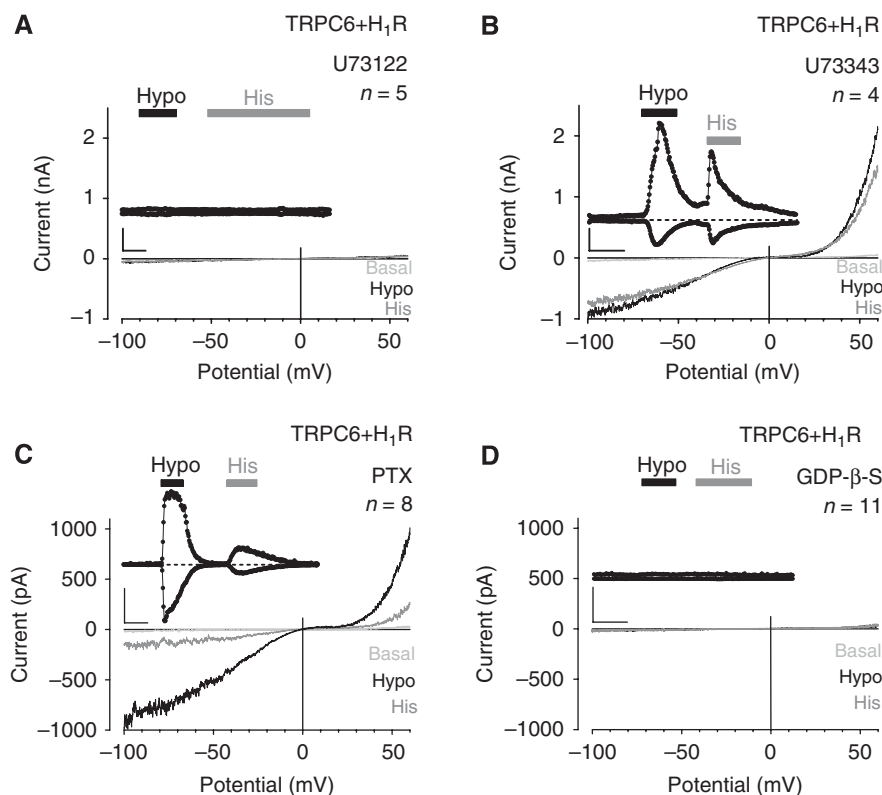 A
TRPC6+H₁R
U73122
n = 5
Hypo
His
Current (nA)
2
1
0
−1
Basal
Hypo
His
−100
−50
0
50
Potential (mV)
B
TRPC6+H₁R
U73343
n = 4
Hypo
His
Current (nA)
2
1
0
−1
Basal
Hypo
His
−100
−50
0
50
Potential (mV)
C
TRPC6+H₁R
PTX
n = 8
Hypo
His
Current (pA)
1000
500
0
−500
−1000
Basal
Hypo
His
−100
−50
0
50
Potential (mV)
D
TRPC6+H₁R
GDP-β-S
n = 11
Hypo
His
Current (pA)
1000
500
0
−500
−1000
Basal
Hypo
His
−100
−50
0
50
Potential (mV)